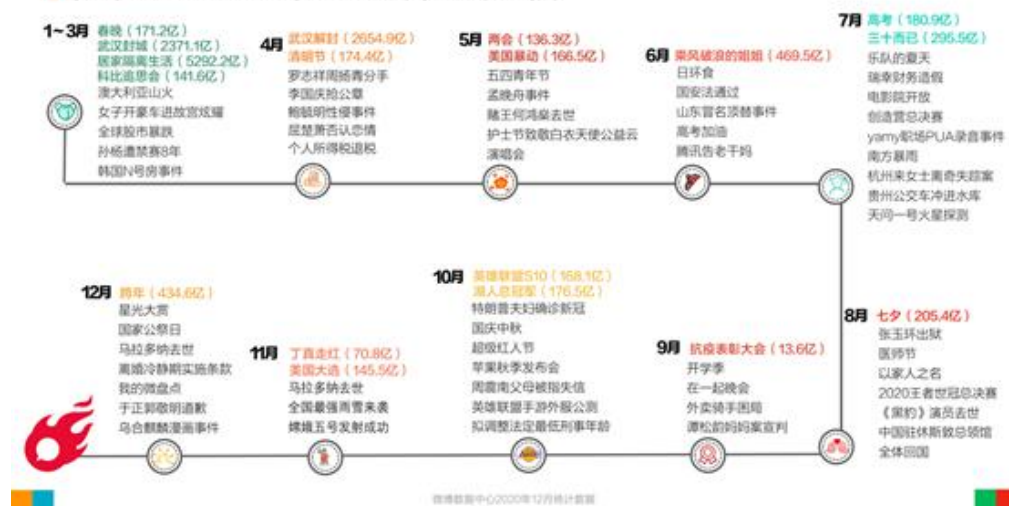 1~3月
春晚（171.2亿）
武汉封城（2371.1亿）
居家隔离生活（5292.2亿）
科比追思会（141.6亿）
澳大利亚山火
女子开豪车进故宫炫耀
全球股市暴跌
孙杨遭禁赛8年
韩国N号房事件
4月
武汉解封（2654.9亿）
清明节（174.4亿）
罗志祥周扬青分手
李国庆抢公章
鲍毓明性侵事件
屈楚萧否认恋情
个人所得税退税
5月
两会（136.3亿）
美国暴动（166.5亿）
五四青年节
孟晚舟事件
赌王何鸿燊去世
护士节致敬白衣天使公益云
演唱会
6月
乘风破浪的姐姐（469.5亿）
日环食
国安法通过
山东冒名顶替事件
高考加油
腾讯告老干妈
7月
高考（180.9亿）
三十而已（295.5亿）
乐队的夏天
瑞幸财务造假
电影院开放
创造营总决赛
yamy职场PUA录音事件
南方暴雨
杭州来女士离奇失踪案
贵州公交车冲进水库
天问一号火星探测
8月
七夕（205.4亿）
张玉环出狱
医师节
以家人之名
2020王者世冠总决赛
《黑豹》演员去世
中国驻休斯敦总领馆
全体回国
9月
抗疫表彰大会（13.6亿）
开学季
在一起晚会
外卖骑手困局
谭松韵妈妈案宣判
10月
英雄联盟S10（168.1亿）
湖人总冠军（176.5亿）
特朗普夫妇确诊新冠
国庆中秋
超级红人节
苹果秋季发布会
周震南父母被指失信
英雄联盟手游外服公测
拟调整法定最低刑事年龄
11月
丁真走红（70.8亿）
美国大选（145.5亿）
马拉多纳去世
全国最强雨雪来袭
嫦娥五号发射成功
12月
跨年（434.6亿）
星光大赏
国家公祭日
马拉多纳去世
离婚冷静期实施条款
我的微盘点
于正郭敬明道歉
乌合麒麟漫画事件
微博数据中心2020年12月统计数据